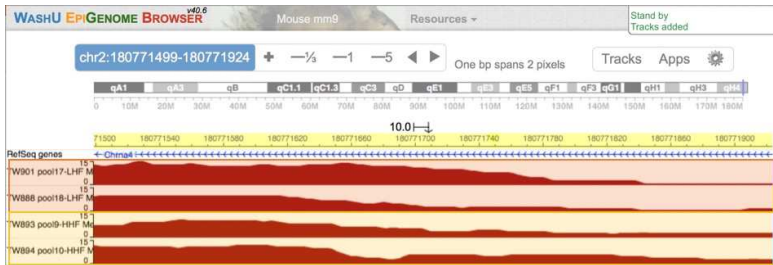 WASHU EPIGENOME BROWSER v40.6 Mouse mm9 Resources Stand by
Tracks added
chr2:180771499-180771924 + —⅓ —1 —5 One bp spans 2 pixels Tracks Apps
qA1 qA3 qB qC1.1 qC1.3 qC3 qD qE1 qE3 qE5 qF1 qF3 qG1 qH1 qH3 qH4
0 10M 20M 30M 40M 50M 60M 70M 80M 90M 100M 110M 120M 130M 140M 150M 160M 170M 180M
10.0
71500 180771540 180771580 180771620 180771660 180771700 180771740 180771780 180771820 180771860 180771900
RefSeq genes Chrna4
15
TW901 pool17-LHF M
0
15
TW888 pool18-LHF M
0
15
TW893 pool9-HHF Me
0
15
TW894 pool10-HHF M
0